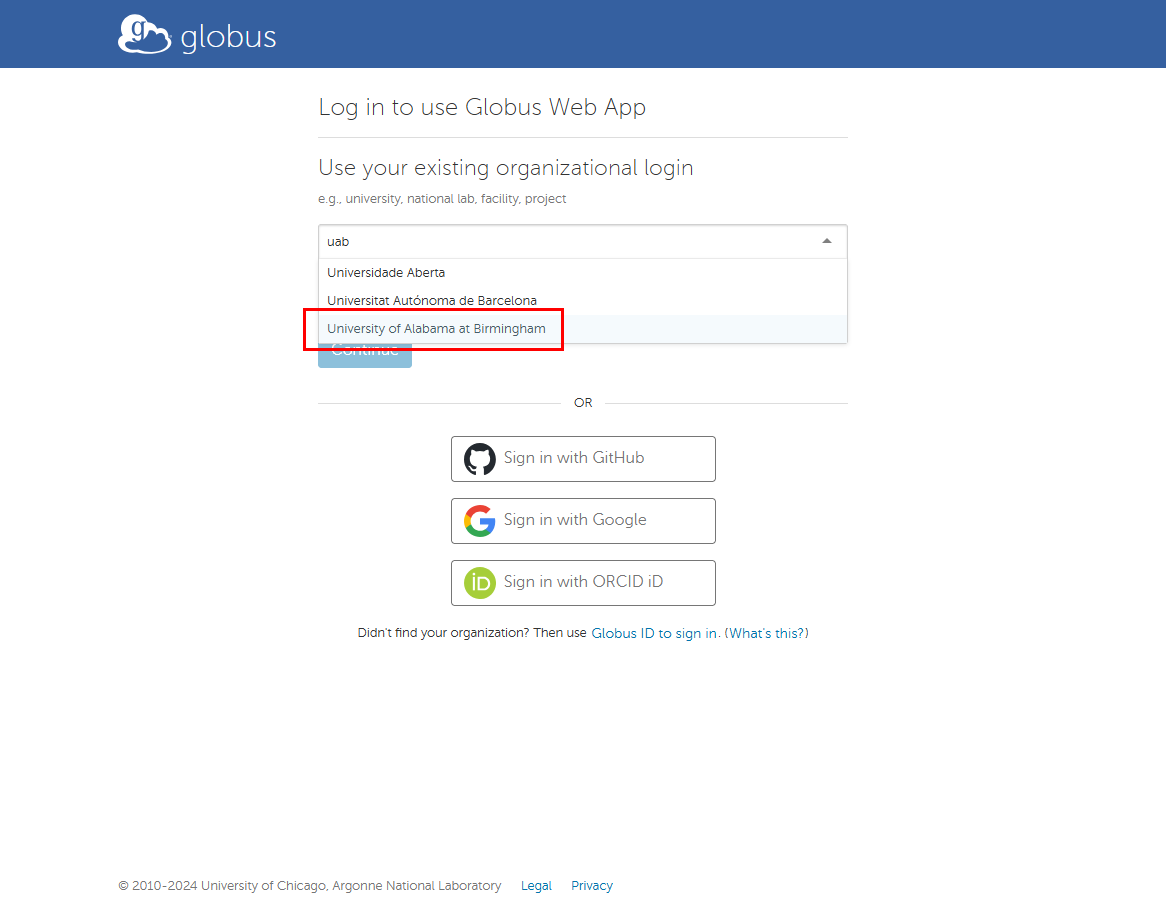 globus
Log in to use Globus Web App
Use your existing organizational login
e.g., university, national lab, facility, project
uab
Universidade Aberta
Universitat Autónoma de Barcelona
University of Alabama at Birmingham
Continue
OR
Sign in with GitHub
Sign in with Google
Sign in with ORCID iD
Didn't find your organization? Then use Globus ID to sign in. (What's this?)
© 2010-2024 University of Chicago, Argonne National Laboratory Legal Privacy